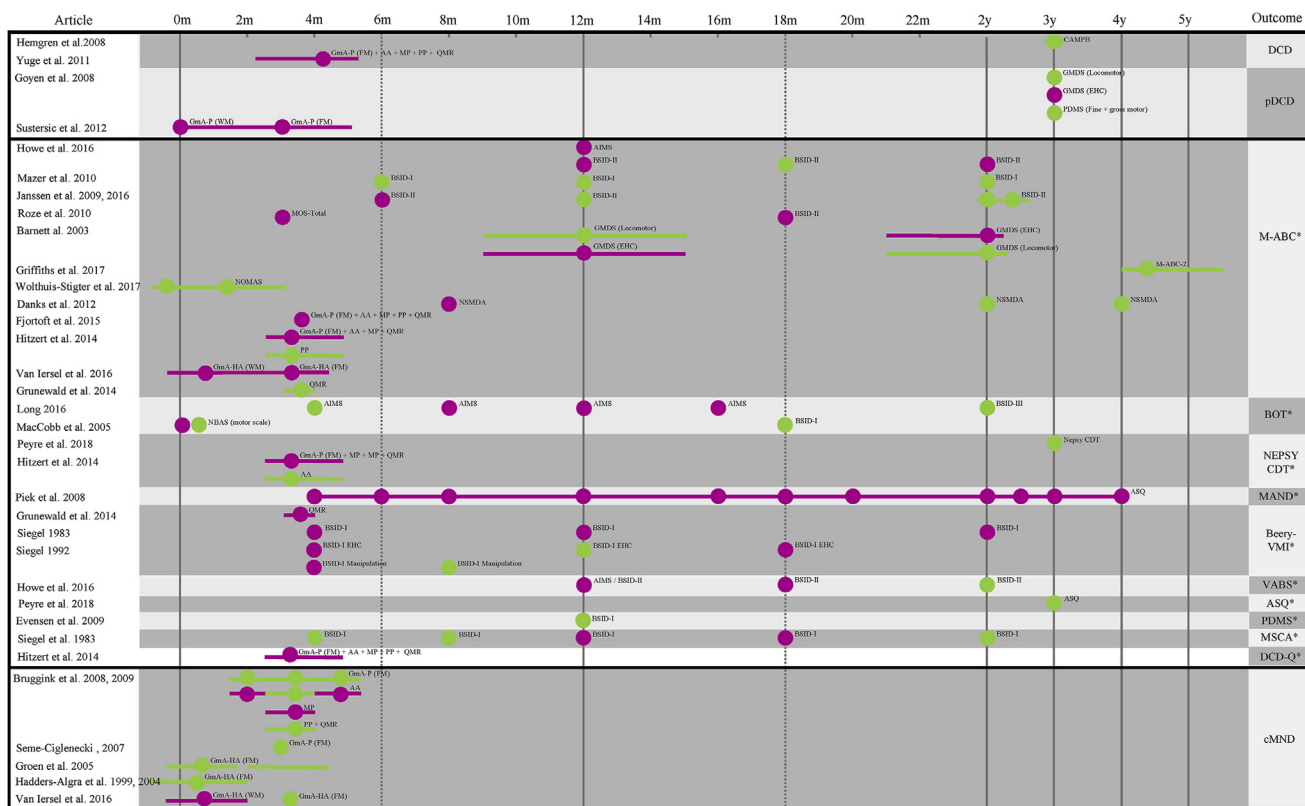 Article 0m 2m 4m 6m 8m 10m 12m 14m 16m 18m 20m 22m 2y 3y 4y 5y Outcome
Hemgren et al.2008 CAMPB DCD
Yuge et al. 2011 GmA-P (FM) + AA + MP + PP + QMR
Goyen et al. 2008 GMDS (Locomotor)
GMDS (EHC) pDCD
PDMS (Fine + gross motor)
Sustersic et al. 2012 GmA-P (WM) GmA-P (FM)
Howe et al. 2016 AIMS
BSID-II BSID-II BSID-II
Mazer et al. 2010 BSID-I BSID-I BSID-I
Janssen et al. 2009, 2016 BSID-II BSID-II BSID-II
Roze et al. 2010 MOS-Total BSID-II
Barnett et al. 2003 GMDS (Locomotor) GMDS (EHC) M-ABC*
GMDS (EHC) GMDS (Locomotor)
Griffiths et al. 2017 M-ABC-2
Wolthuis-Stigter et al. 2017 NOMAS
Danks et al. 2012 NSMDA NSMDA NSMDA
Fjortoft et al. 2015 GmA-P (FM) + AA + MP + PP + QMR
Hitzert et al. 2014 GmA-P (FM) + AA + MP + QMR
PP
Van Iersel et al. 2016 GmA-HA (WM) GmA-HA (FM)
Grunewald et al. 2014 QMR
Long 2016 AIMS AIMS AIMS AIMS BSID-III
BOT*
MacCobb et al. 2005 NBAS (motor scale) BSID-I
Peyre et al. 2018 Nepsy CDT
Hitzert et al. 2014 GmA-P (FM) + MP + MP + QMR NEPSY
AA CDT*
Piek et al. 2008 ASQ MAND*
Grunewald et al. 2014 QMR
Siegel 1983 BSID-I BSID-I BSID-I Beery-
Siegel 1992 BSID-I EHC BSID-I EHC BSID-I EHC VMI*
BSID-I Manipulation BSID-I Manipulation
Howe et al. 2016 AIMS / BSID-II BSID-II BSID-II VABS*
Peyre et al. 2018 ASQ ASQ*
Evensen et al. 2009 BSID-I PDMS*
Siegel et al. 1983 BSID-I BSID-I BSID-I BSID-I BSID-I MSCA*
Hitzert et al. 2014 GmA-P (FM) + AA + MP + PP + QMR DCD-Q*
Bruggink et al. 2008, 2009 GmA-P (FM)
AA
MP
PP + QMR cMND
Seme-Ciglenecki , 2007 GmA-P (FM)
Groen et al. 2005 GmA-HA (FM)
Hadders-Algra et al. 1999, 2004 GmA-HA (FM)
Van Iersel et al. 2016 GmA-HA (WM) GmA-HA (FM)